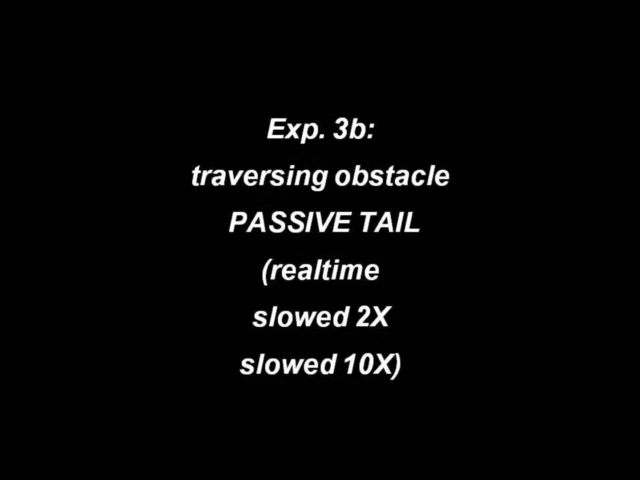 Exp. 3b:
traversing obstacle
PASSIVE TAIL
(realtime
slowed 2X
slowed 10X)